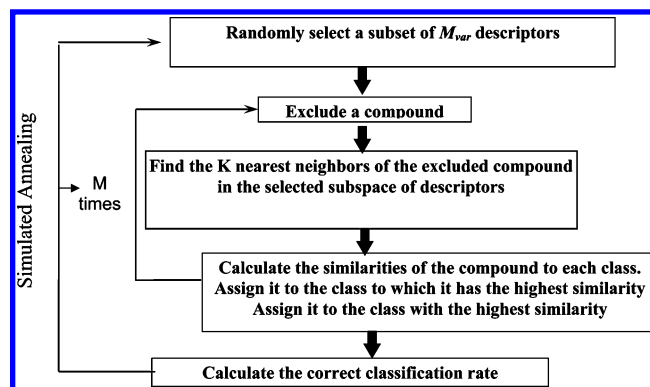 Randomly select a subset of Mvar descriptors
Exclude a compound
Find the K nearest neighbors of the excluded compound
in the selected subspace of descriptors
Simulated Annealing
M
times
Calculate the similarities of the compound to each class.
Assign it to the class to which it has the highest similarity
Assign it to the class with the highest similarity
Calculate the correct classification rate